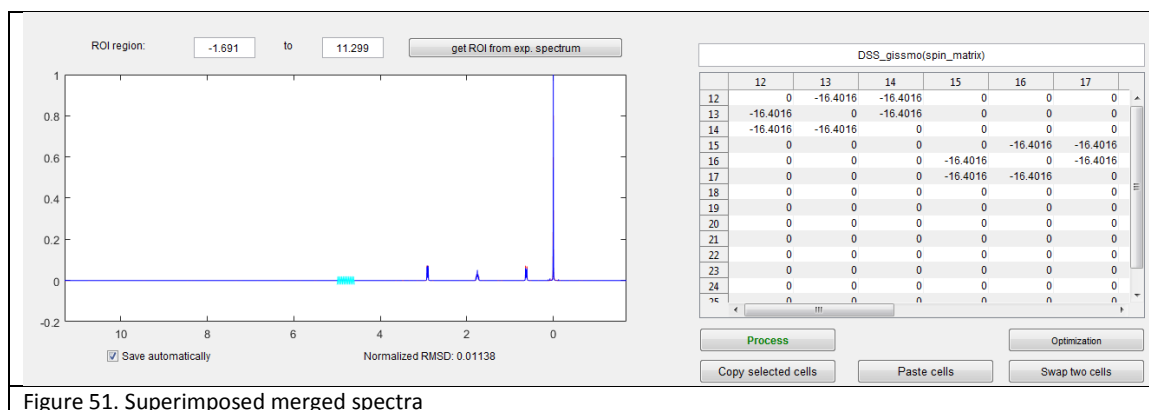 ROI region: -1.691 to 11.299 get ROI from exp. spectrum
1
0.8
0.6
0.4
0.2
0
-0.2
10 8 6 4 2 0
Save automatically Normalized RMSD: 0.01138
DSS_gissmo(spin_matrix)
12 13 14 15 16 17
12 0 -16.4016 -16.4016 0 0 0
13 -16.4016 0 -16.4016 0 0 0
14 -16.4016 -16.4016 0 0 0 0
15 0 0 0 0 -16.4016 -16.4016
16 0 0 0 -16.4016 0 -16.4016
17 0 0 0 -16.4016 -16.4016 0
18 0 0 0 0 0 0
19 0 0 0 0 0 0
20 0 0 0 0 0 0
21 0 0 0 0 0 0
22 0 0 0 0 0 0
23 0 0 0 0 0 0
24 0 0 0 0 0 0
25 0 0 0 0 0 0
Process Optimization
Copy selected cells Paste cells Swap two cells
Figure 51. Superimposed merged spectra